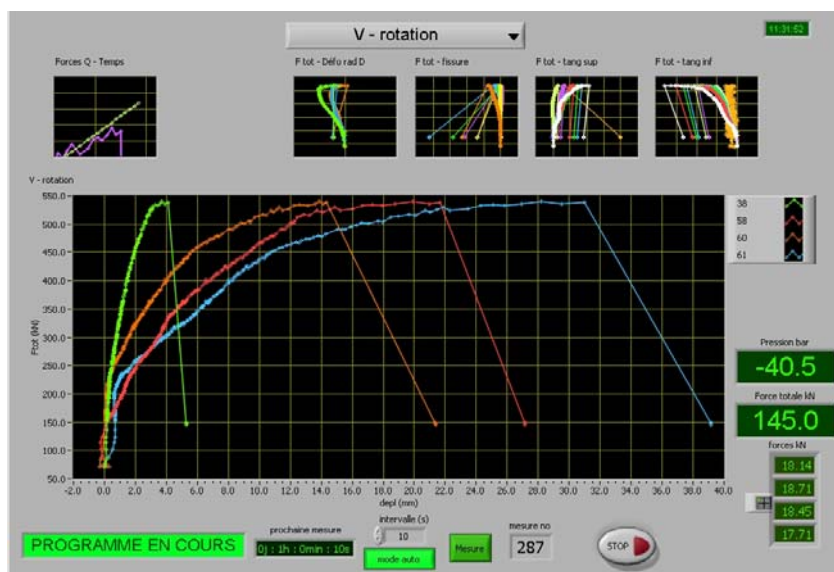 V - rotation
11:31:52
Forces Q - Temps
F tot - Défo rad D
F tot - fissure
F tot - tang sup
F tot - tang inf
V - rotation
550.0
500.0
450.0
400.0
350.0
300.0
250.0
200.0
150.0
100.0
50.0
Ftot (kN)
-2.0 0.0 2.0 4.0 6.0 8.0 10.0 12.0 14.0 16.0 18.0 20.0 22.0 24.0 26.0 28.0 30.0 32.0 34.0 36.0 38.0 40.0
depl (mm)
38
58
60
61
Pression bar
-40.5
Force totale kN
145.0
forces kN
18.14
18.71
18.45
17.71
PROGRAMME EN COURS
prochaine mesure
0j : 1h : 0min : 10s
intervalle (s)
10
mode auto
Mesure
mesure no
287
STOP